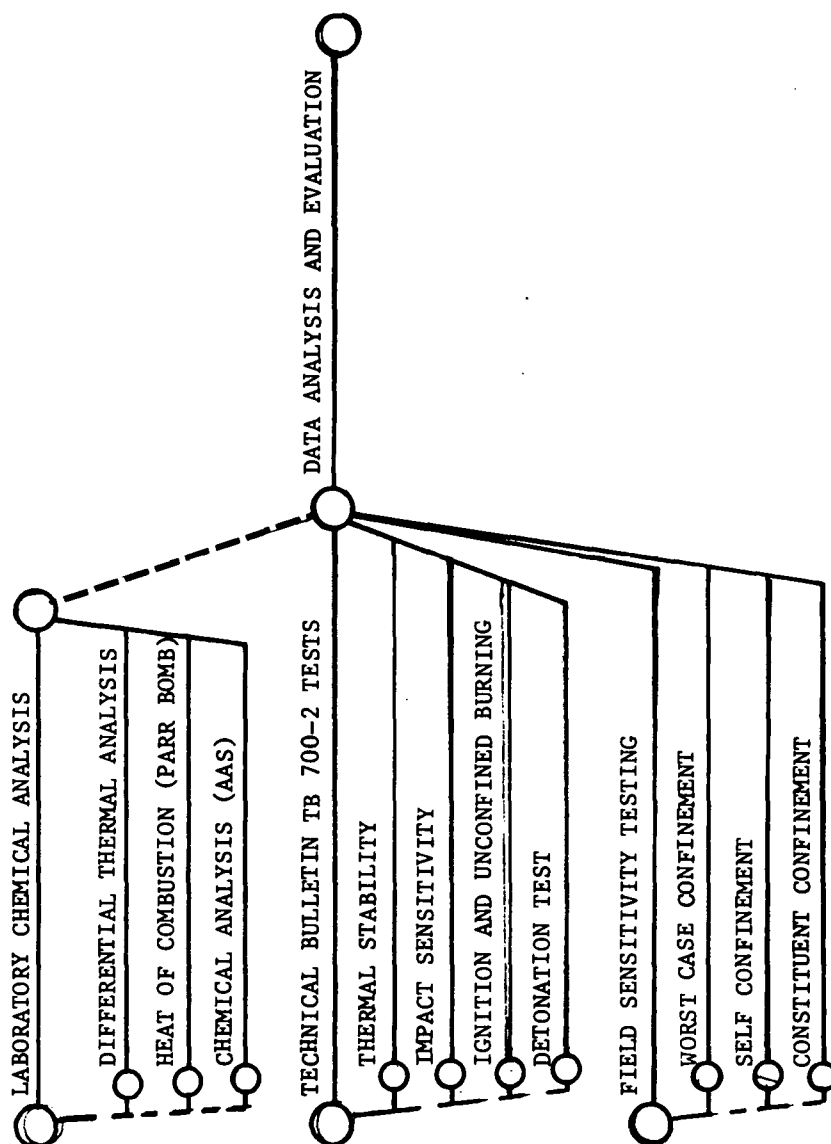 LABORATORY CHEMICAL ANALYSIS
DIFFERENTIAL THERMAL ANALYSIS
HEAT OF COMBUSTION (PARR BOMB)
CHEMICAL ANALYSIS (AAS)
TECHNICAL BULLETIN TB 700-2 TESTS
DATA ANALYSIS AND EVALUATION
THERMAL STABILITY
IMPACT SENSITIVITY
IGNITION AND UNCONFINED BURNING
DETONATION TEST
FIELD SENSITIVITY TESTING
WORST CASE CONFINEMENT
SELF CONFINEMENT
CONSTITUENT CONFINEMENT